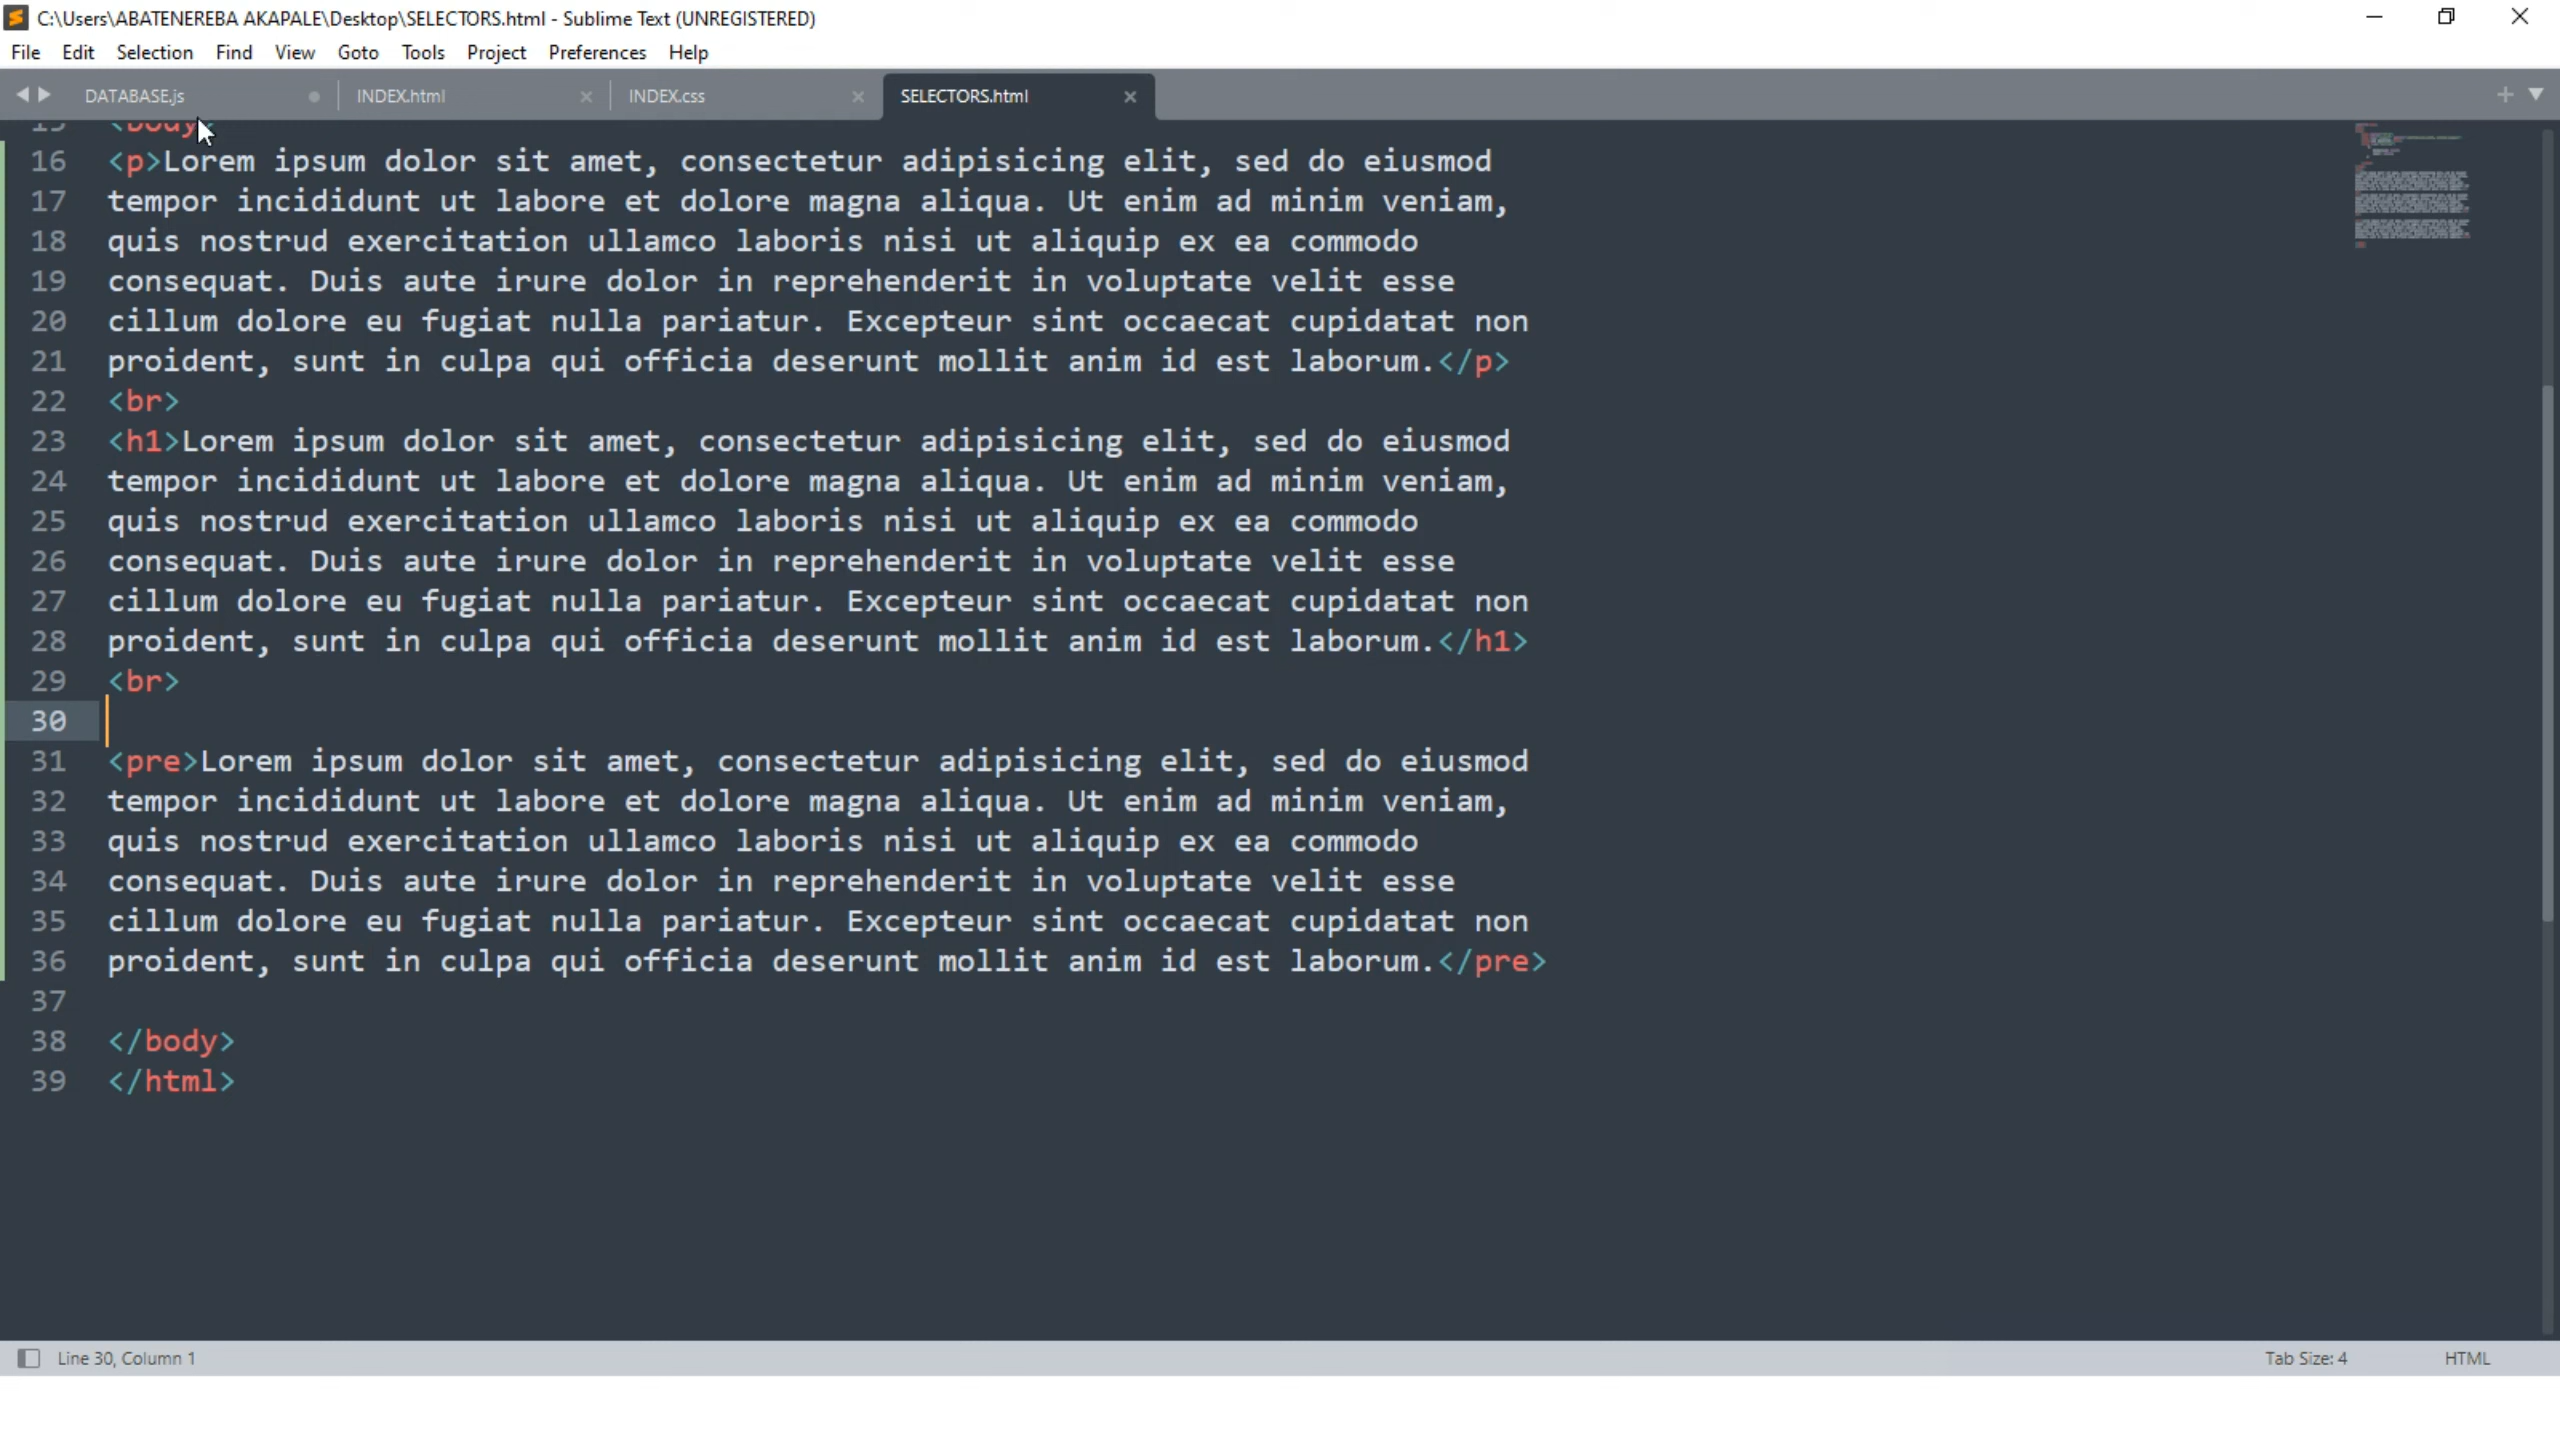 C:\Users\ABATENEREBA AKAPALE\Desktop\SELECTORS.html - Sublime Text (UNREGISTERED)
File Edit Selection Find View Goto Tools Project Preferences Help
DATABASE.js INDEX.html INDEX.css SELECTORS.html
15 <body>
16 <p>Lorem ipsum dolor sit amet, consectetur adipisicing elit, sed do eiusmod
17 tempor incididunt ut labore et dolore magna aliqua. Ut enim ad minim veniam,
18 quis nostrud exercitation ullamco laboris nisi ut aliquip ex ea commodo
19 consequat. Duis aute irure dolor in reprehenderit in voluptate velit esse
20 cillum dolore eu fugiat nulla pariatur. Excepteur sint occaecat cupidatat non
21 proident, sunt in culpa qui officia deserunt mollit anim id est laborum.</p>
22 <br>
23 <h1>Lorem ipsum dolor sit amet, consectetur adipisicing elit, sed do eiusmod
24 tempor incididunt ut labore et dolore magna aliqua. Ut enim ad minim veniam,
25 quis nostrud exercitation ullamco laboris nisi ut aliquip ex ea commodo
26 consequat. Duis aute irure dolor in reprehenderit in voluptate velit esse
27 cillum dolore eu fugiat nulla pariatur. Excepteur sint occaecat cupidatat non
28 proident, sunt in culpa qui officia deserunt mollit anim id est laborum.</h1>
29 <br>
30
31 <pre>Lorem ipsum dolor sit amet, consectetur adipisicing elit, sed do eiusmod
32 tempor incididunt ut labore et dolore magna aliqua. Ut enim ad minim veniam,
33 quis nostrud exercitation ullamco laboris nisi ut aliquip ex ea commodo
34 consequat. Duis aute irure dolor in reprehenderit in voluptate velit esse
35 cillum dolore eu fugiat nulla pariatur. Excepteur sint occaecat cupidatat non
36 proident, sunt in culpa qui officia deserunt mollit anim id est laborum.</pre>
37
38 </body>
39 </html>
Line 30, Column 1 Tab Size: 4 HTML